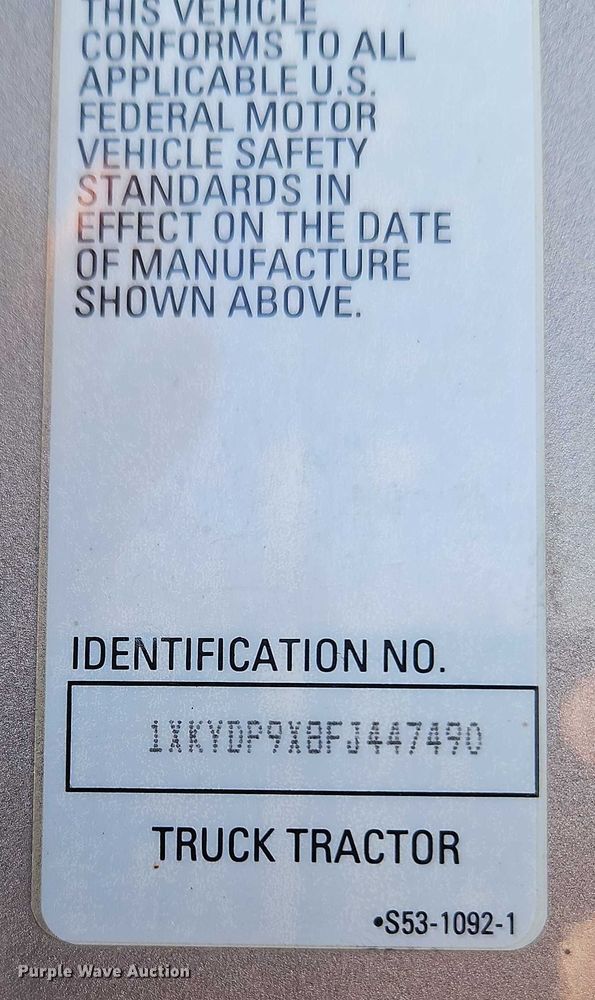 THIS VEHICLE
CONFORMS TO ALL
APPLICABLE U.S.
FEDERAL MOTOR
VEHICLE SAFETY
STANDARDS IN
EFFECT ON THE DATE
OF MANUFACTURE
SHOWN ABOVE.
IDENTIFICATION NO.
1XKYDP9X8FJ447490
TRUCK TRACTOR
•S53-1092-1
Purple Wave Auction